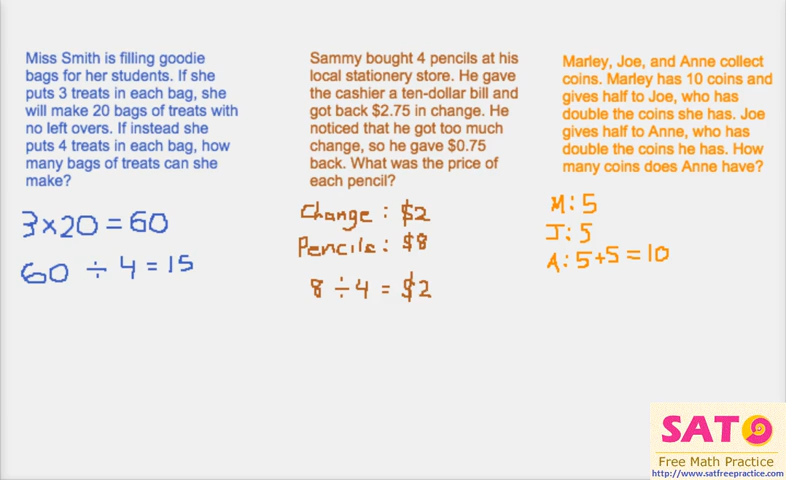 Miss Smith is filling goodie
bags for her students. If she
puts 3 treats in each bag, she
will make 20 bags of treats with
no left overs. If instead she
puts 4 treats in each bag, how
many bags of treats can she
make?
3×20=60
60 ÷ 4=15
Sammy bought 4 pencils at his
local stationery store. He gave
the cashier a ten-dollar bill and
got back $2.75 in change. He
noticed that he got too much
change, so he gave $0.75
back. What was the price of
each pencil?
Change: $2
Pencils: $8
8 ÷ 4 = $2
Marley, Joe, and Anne collect
coins. Marley has 10 coins and
gives half to Joe, who has
double the coins she has. Joe
gives half to Anne, who has
double the coins he has. How
many coins does Anne have?
M: 5
J: 5
A: 5+5=10
SATO
Free Math Practice
http://www.satfreepractice.com